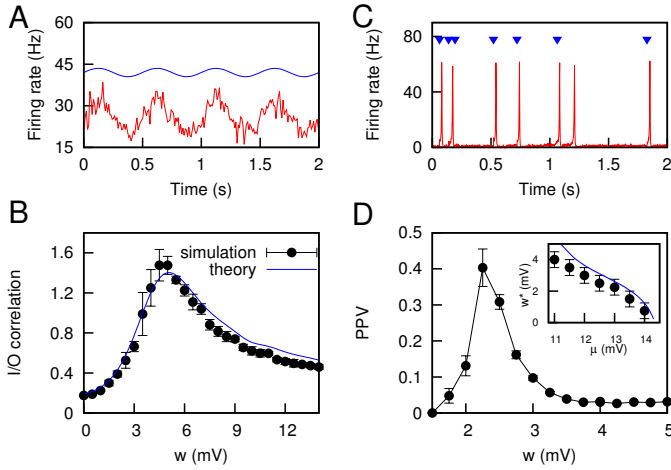 A
Firing rate (Hz)
60
45
30
15
0 0.5 1 1.5 2
Time (s)
C
Firing rate (Hz)
80
40
0
0 0.5 1 1.5 2
Time (s)
B
I/O correlation
1.6
1.2
0.8
0.4
0
simulation
theory
0 3 6 9 12
w (mV)
D
PPV
0.5
0.4
0.3
0.2
0.1
0
w* (mV)
4
2
0
11 12 13 14
μ (mV)
2 3 4 5
w (mV)